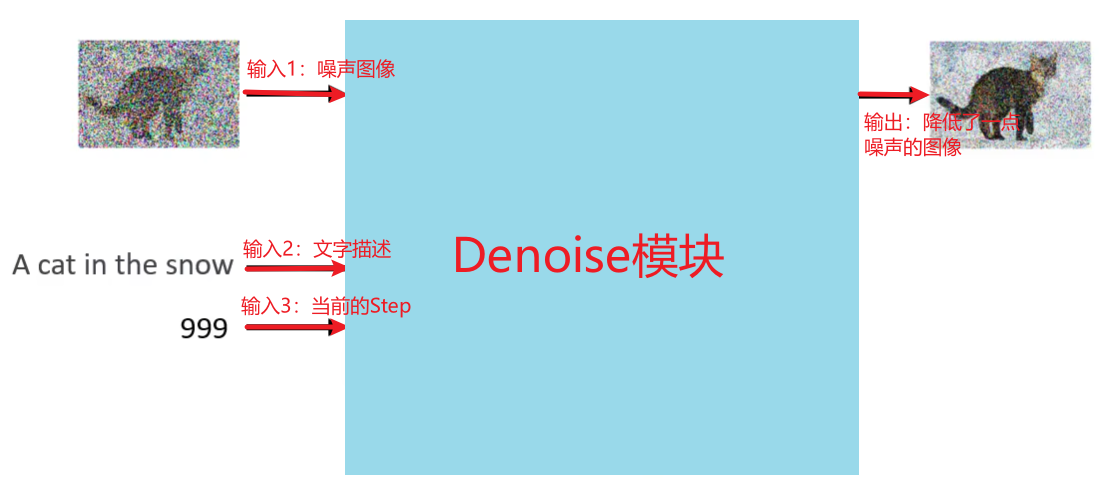 输入1：噪声图像
输出：降低了一点
噪声的图像
Denoise模块
输入2：文字描述
A cat in the snow
输入3：当前的Step
999